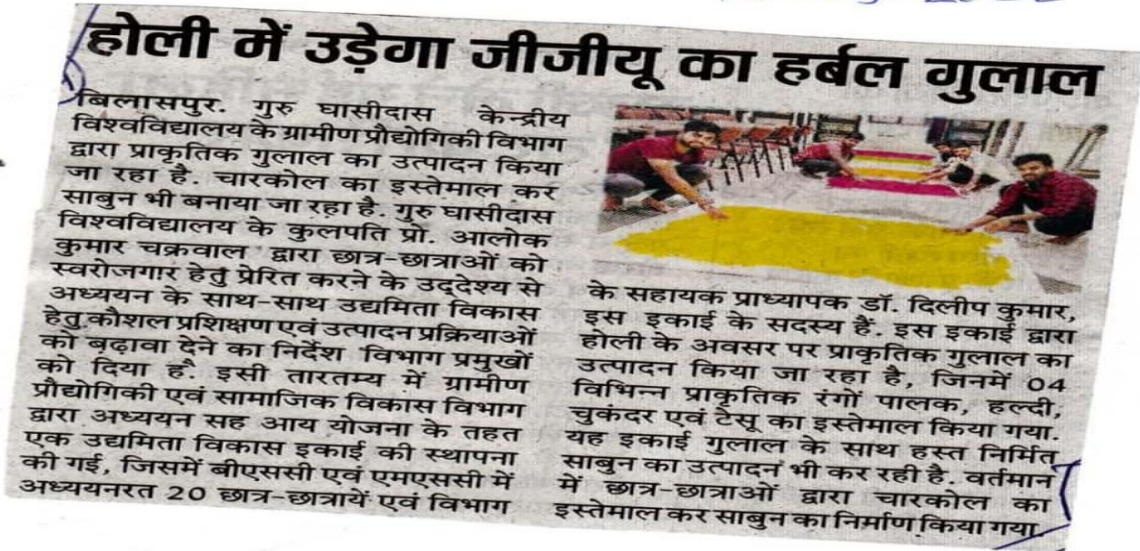 होली में उड़ेगा जीजीयू का हर्बल गुलाल
बिलासपुर. गुरु घासीदास केन्द्रीय
विश्वविद्यालय के ग्रामीण प्रौद्योगिकी विभाग
द्वारा प्राकृतिक गुलाल का उत्पादन किया
जा रहा है. चारकोल का इस्तेमाल कर
साबुन भी बनाया जा रहा है. गुरु घासीदास
विश्वविद्यालय के कुलपति प्रो. आलोक
कुमार चक्रवाल द्वारा छात्र-छात्राओं को
स्वरोजगार हेतु प्रेरित करने के उद्देश्य से
अध्ययन के साथ-साथ उद्यमिता विकास
हेतु कौशल प्रशिक्षण एवं उत्पादन प्रक्रियाओं
को बढ़ावा देने का निर्देश विभाग प्रमुखों
को दिया है. इसी तारतम्य में ग्रामीण
प्रौद्योगिकी एवं सामाजिक विकास विभाग
द्वारा अध्ययन सह आय योजना के तहत
एक उद्यमिता विकास इकाई की स्थापना
की गई, जिसमें बीएससी एवं एमएससी में
अध्ययनरत 20 छात्र-छात्रायें एवं विभाग
के सहायक प्राध्यापक डॉ. दिलीप कुमार,
इस इकाई के सदस्य हैं. इस इकाई द्वारा
होली के अवसर पर प्राकृतिक गुलाल का
उत्पादन किया जा रहा है, जिनमें 04
विभिन्न प्राकृतिक रंगों पालक, हल्दी,
चुकंदर एवं टेसू का इस्तेमाल किया गया.
यह इकाई गुलाल के साथ हस्त निर्मित
साबुन का उत्पादन भी कर रही है. वर्तमान
में छात्र-छात्राओं द्वारा चारकोल का
इस्तेमाल कर साबुन का निर्माण किया गया